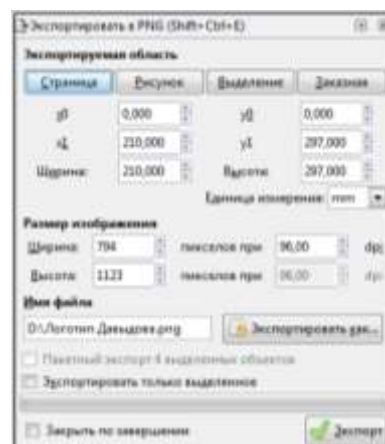 Экспортировать в PNG (Shift+Ctrl+E)
Экспортируемая область
Страница Рисунок Выделение Заказная
x0 0,000 y0 0,000
x1 210,000 y1 297,000
Ширина: 210,000 Высота: 297,000
Единица измерения: mm
Размер изображения
Ширина: 794 пикселов при 96,00 dpi
Высота: 1123 пикселов при 96,00 dpi
Имя файла
D:\Логотип Давыдова.png Экспортировать как...
Пакетный экспорт 4 выделенных объектов
Экспортировать только выделенное
Закрыть по завершении Экспорт